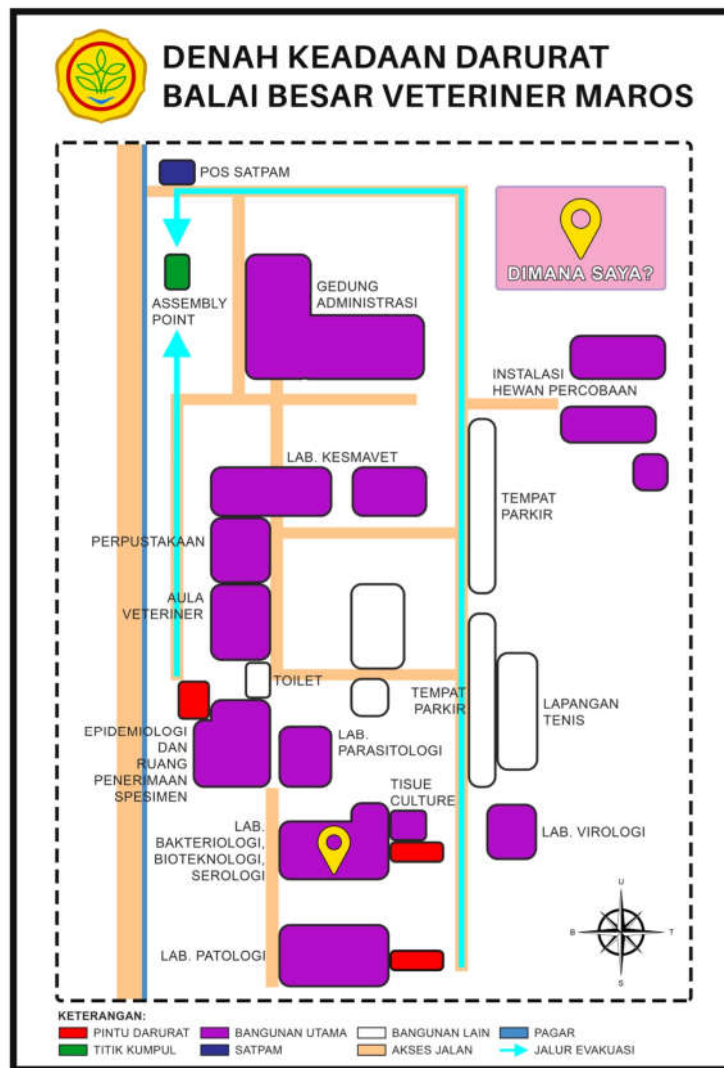 DENAH KEADAAN DARURAT
BALAI BESAR VETERINER MAROS
POS SATPAM
DIMANA SAYA?
ASSEMBLY
POINT
GEDUNG
ADMINISTRASI
INSTALASI
HEWAN PERCOBAAN
LAB. KESMAVET
TEMPAT
PARKIR
PERPUSTAKAAN
AULA
VETERINER
TOILET
TEMPAT
PARKIR
LAPANGAN
TENIS
EPIDEMIOLOGI
DAN
RUANG
PENERIMAAN
SPESIMEN
LAB.
PARASITOLOGI
TISUE
CULTURE
LAB.
BAKTERIOLOGI,
BIOTEKNOLOGI,
SEROLOGI
LAB. VIROLOGI
LAB. PATOLOGI
U
B
T
S
KETERANGAN:
PINTU DARURAT
BANGUNAN UTAMA
BANGUNAN LAIN
PAGAR
TITIK KUMPUL
SATPAM
AKSES JALAN
JALUR EVAKUASI